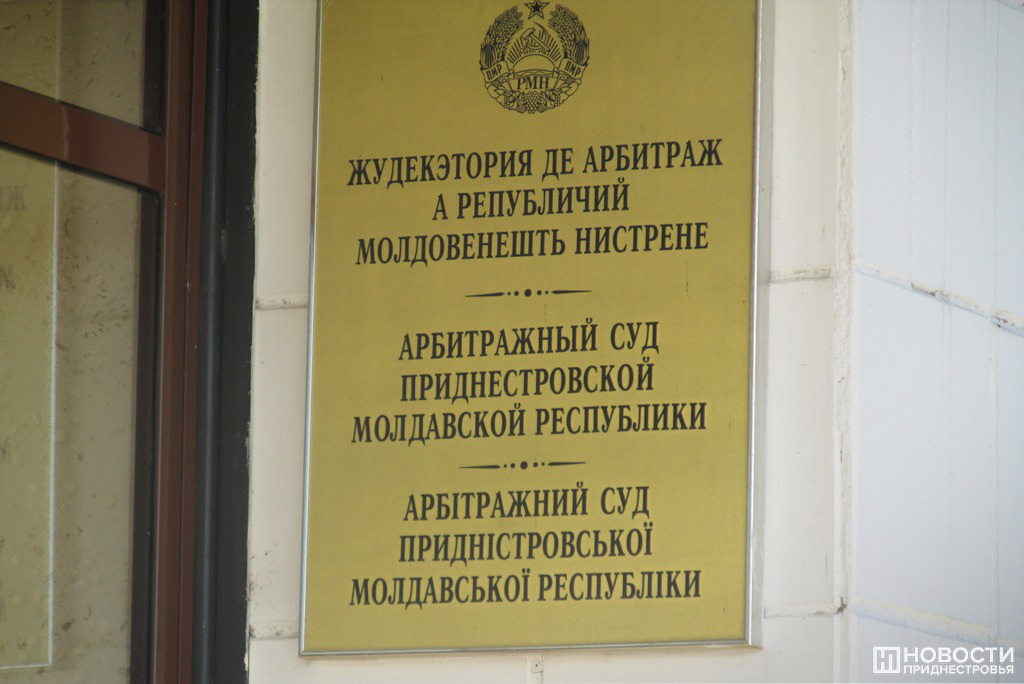 ПМР РМН ПМР
ЖУДЕКЭТОРИЯ ДЕ АРБИТРАЖ
А РЕПУБЛИЧИЙ
МОЛДОВЕНЕШТЬ НИСТРЕНЕ
АРБИТРАЖНЫЙ СУД
ПРИДНЕСТРОВСКОЙ
МОЛДАВСКОЙ РЕСПУБЛИКИ
АРБІТРАЖНИЙ СУД
ПРИДНІСТРОВСЬКОЇ
МОЛДАВСЬКОЇ РЕСПУБЛІКИ
НОВОСТИ
ПРИДНЕСТРОВЬЯ